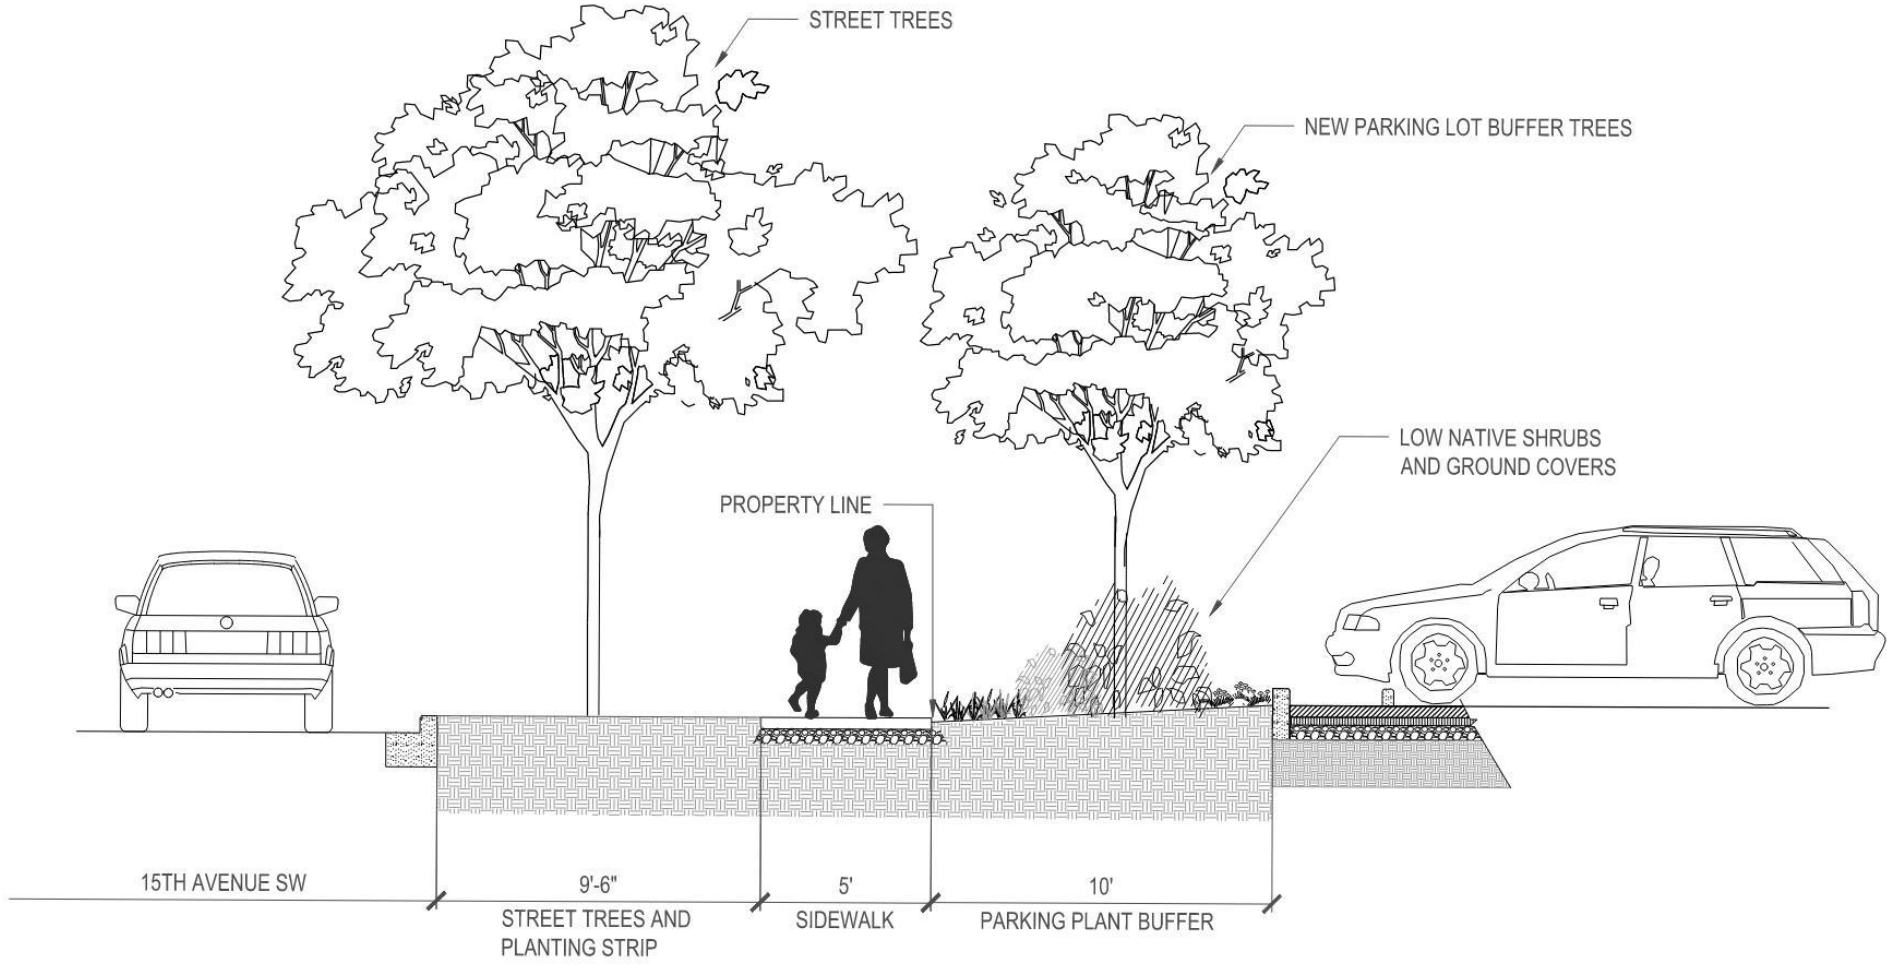 STREET TREES
NEW PARKING LOT BUFFER TREES
LOW NATIVE SHRUBS
AND GROUND COVERS
PROPERTY LINE
15TH AVENUE SW
9'-6"
5'
10'
STREET TREES AND
PLANTING STRIP
SIDEWALK
PARKING PLANT BUFFER